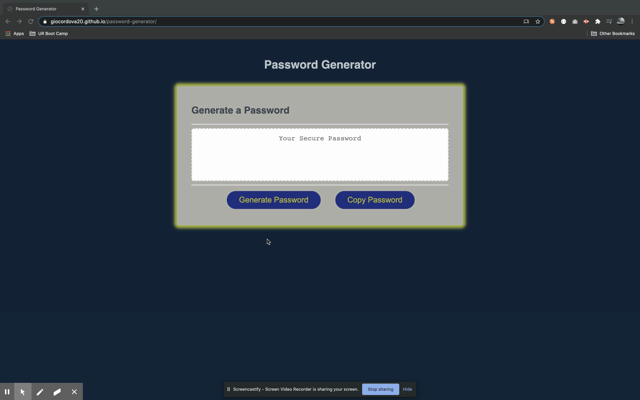 Password Generator
giocordova20.github.io/password-generator/
Apps
UR Boot Camp
Other Bookmarks
Password Generator
Generate a Password
Your Secure Password
Generate Password
Copy Password
Screencastify - Screen Video Recorder is sharing your screen.
Stop sharing
Hide